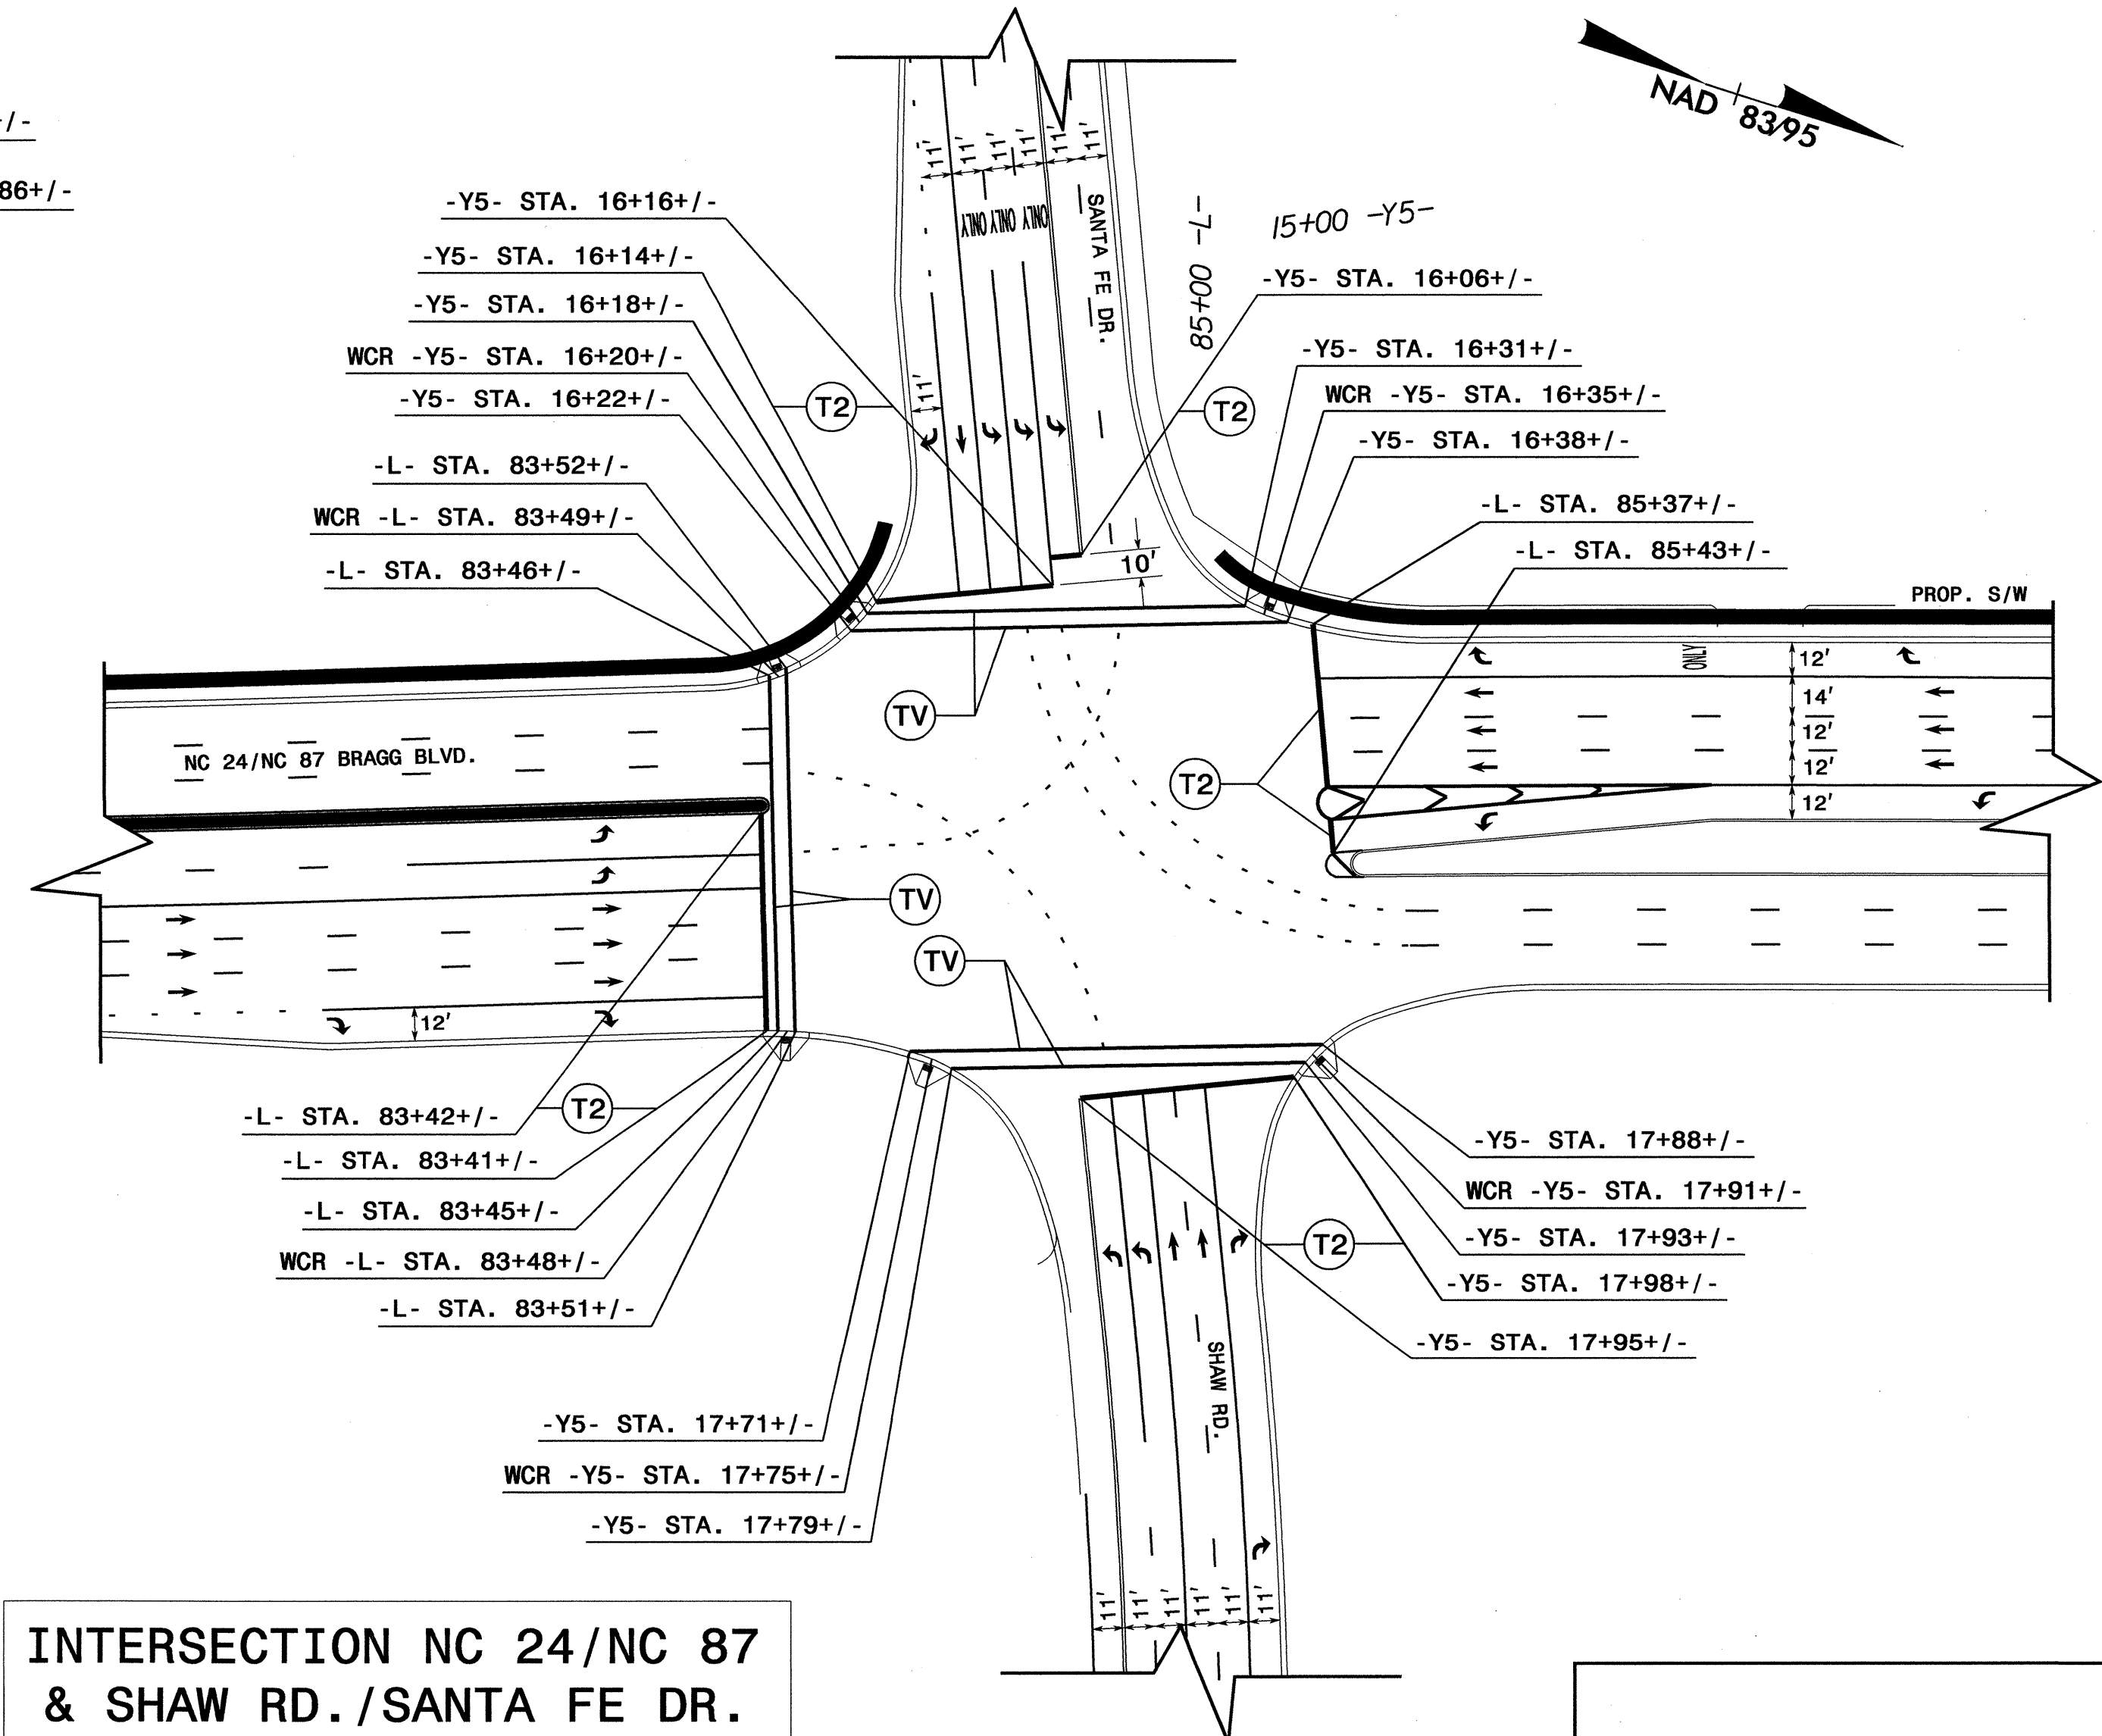 +/-
86+/-
NAD 83/95
-Y5- STA. 16+16+/-
-Y5- STA. 16+14+/-
-Y5- STA. 16+18+/-
WCR -Y5- STA. 16+20+/-
-Y5- STA. 16+22+/-
-L- STA. 83+52+/-
WCR -L- STA. 83+49+/-
-L- STA. 83+46+/-
T2
11'
11'
11'
11'
11'
11'
ONLY ONLY ONLY
SANTA FE DR.
11'
85+00 -L-
15+00 -Y5-
-Y5- STA. 16+06+/-
T2
-Y5- STA. 16+31+/-
WCR -Y5- STA. 16+35+/-
-Y5- STA. 16+38+/-
-L- STA. 85+37+/-
-L- STA. 85+43+/-
10'
PROP. S/W
ONLY
12'
14'
12'
12'
12'
TV
T2
NC 24/NC 87 BRAGG BLVD.
TV
TV
12'
-L- STA. 83+42+/-
T2
-L- STA. 83+41+/-
-L- STA. 83+45+/-
WCR -L- STA. 83+48+/-
-L- STA. 83+51+/-
-Y5- STA. 17+88+/-
WCR -Y5- STA. 17+91+/-
-Y5- STA. 17+93+/-
T2
-Y5- STA. 17+98+/-
-Y5- STA. 17+95+/-
SHAW RD.
-Y5- STA. 17+71+/-
WCR -Y5- STA. 17+75+/-
-Y5- STA. 17+79+/-
11'
11'
11'
11'
11'
11'
INTERSECTION NC 24/NC 87
& SHAW RD./SANTA FE DR.